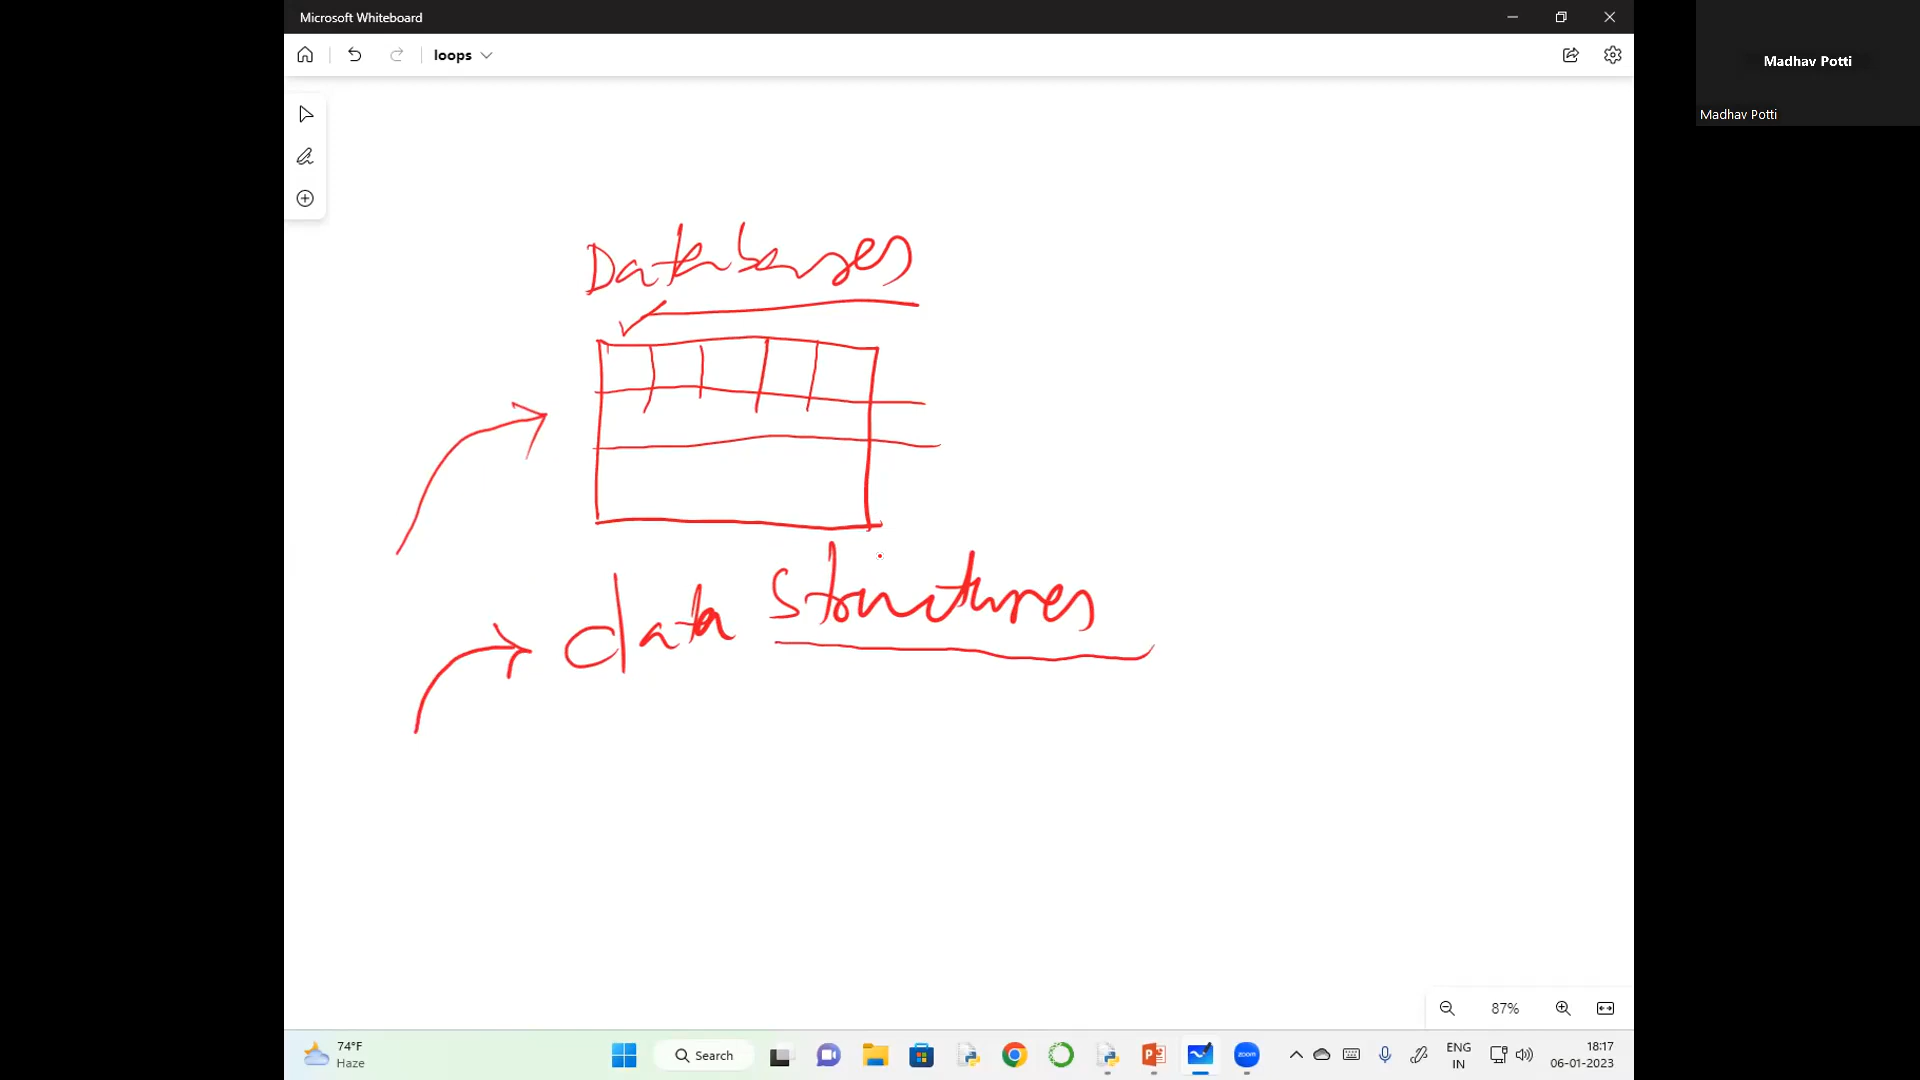 Microsoft Whiteboard
loops
Madhav Potti
Madhav Potti
Databases
data structures
87%
74°F
Haze
Search
zoom
ENG
IN
18:17
06-01-2023